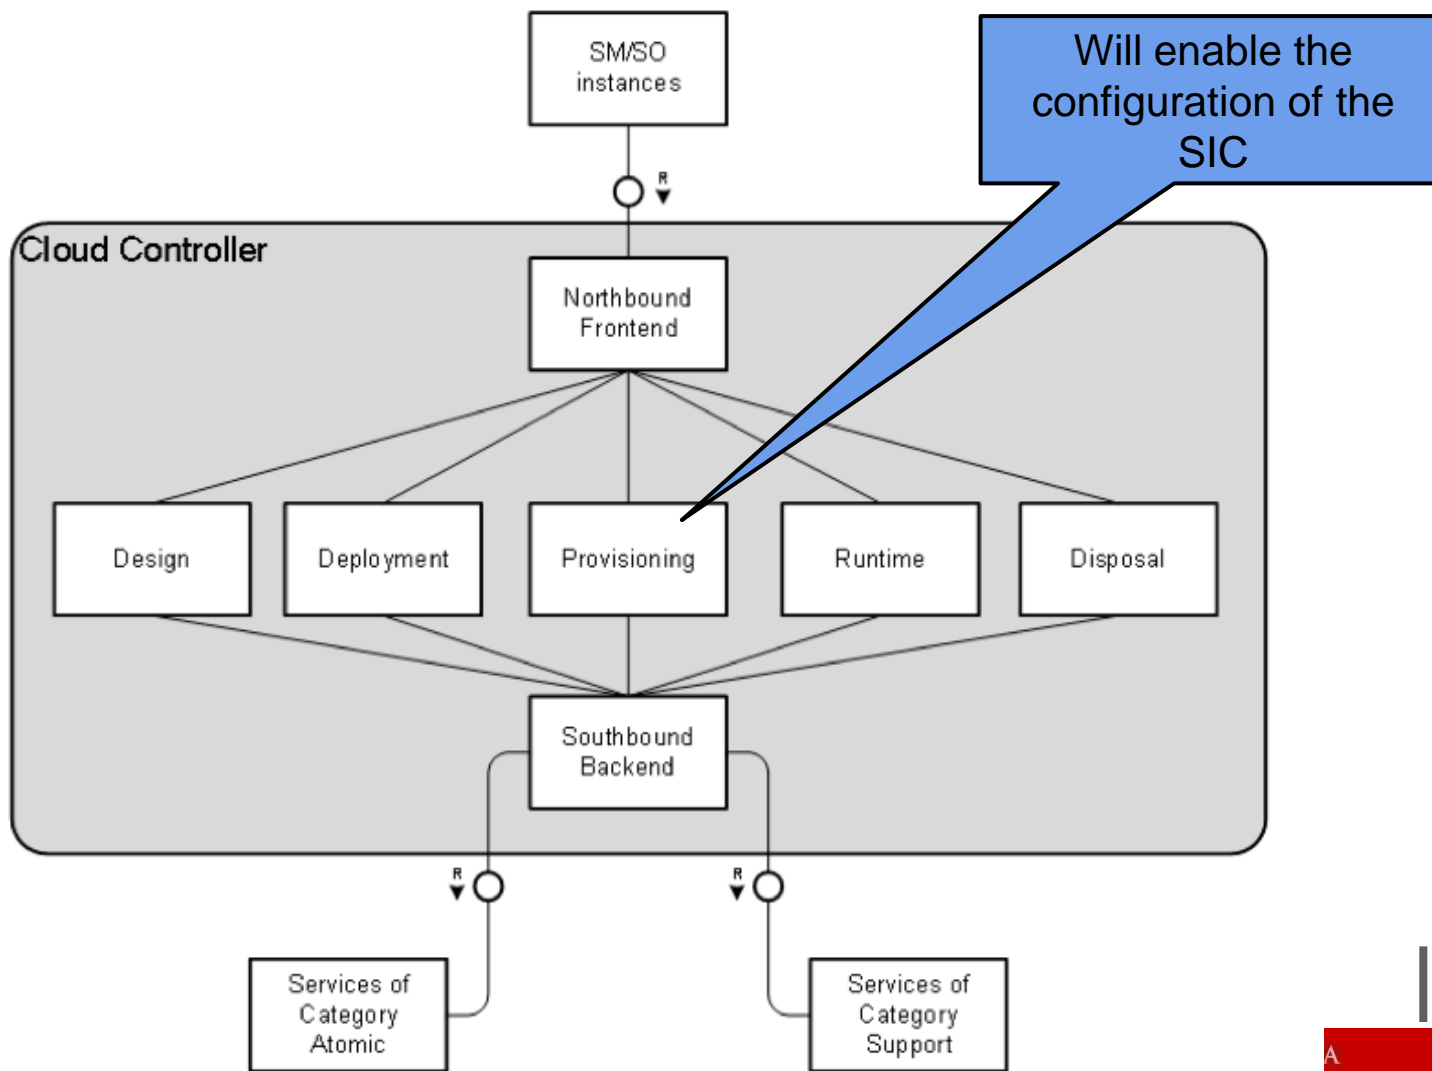 SM/SO
instances
Will enable the
configuration of the
SIC
R
Cloud Controller
Northbound
Frontend
Design
Deployment
Provisioning
Runtime
Disposal
Southbound
Backend
R
R
Services of
Category
Atomic
Services of
Category
Support
A